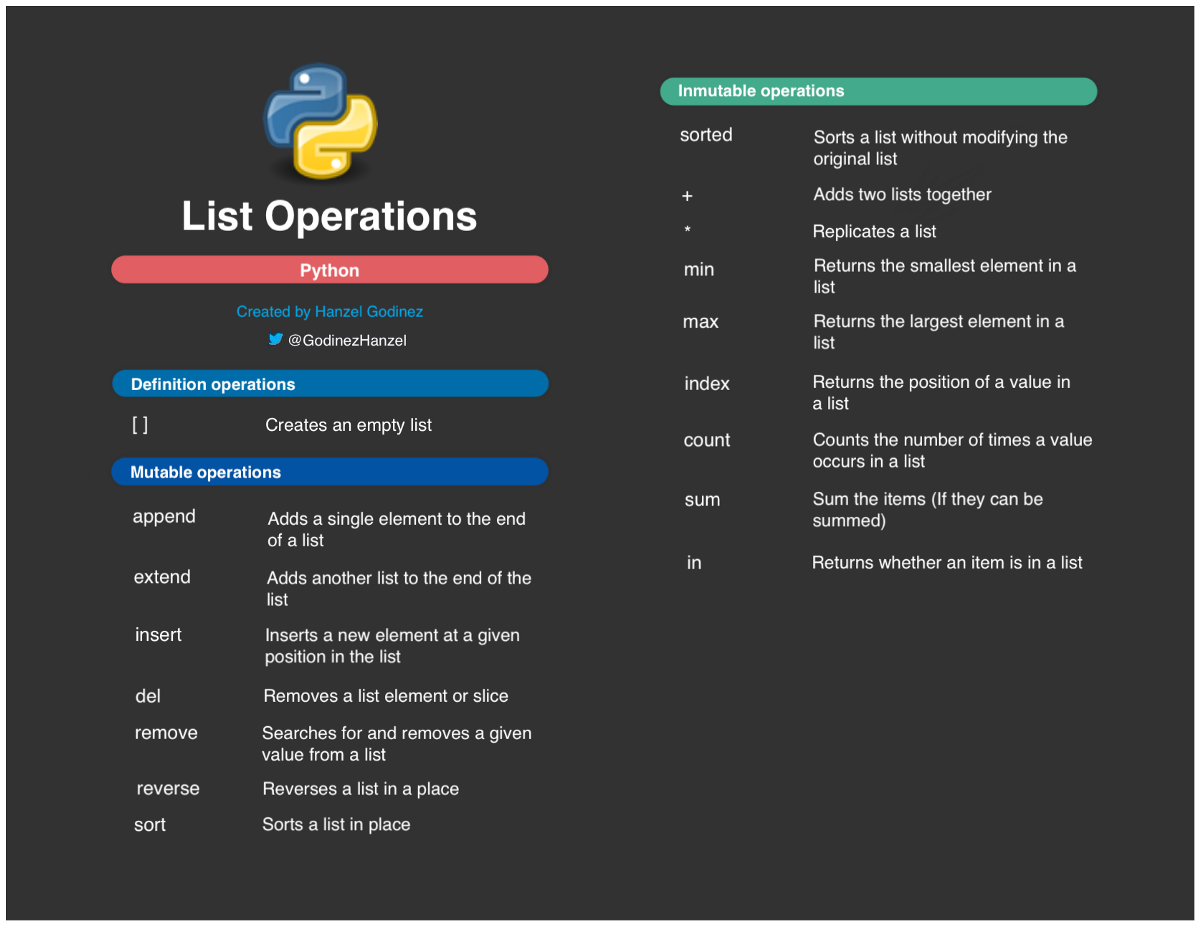 List Operations
Python
Created by Hanzel Godinez
@GodinezHanzel
Definition operations
[ ] Creates an empty list
Mutable operations
append Adds a single element to the end
of a list
extend Adds another list to the end of the
list
insert Inserts a new element at a given
position in the list
del Removes a list element or slice
remove Searches for and removes a given
value from a list
reverse Reverses a list in a place
sort Sorts a list in place
Inmutable operations
sorted Sorts a list without modifying the
original list
+ Adds two lists together
* Replicates a list
min Returns the smallest element in a
list
max Returns the largest element in a
list
index Returns the position of a value in
a list
count Counts the number of times a value
occurs in a list
sum Sum the items (If they can be
summed)
in Returns whether an item is in a list